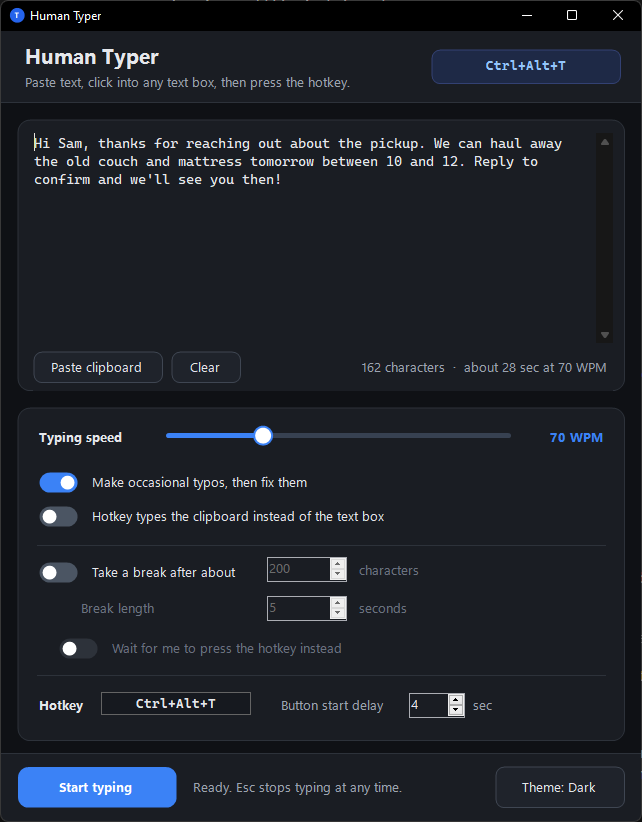 T Human Typer
Human Typer
Paste text, click into any text box, then press the hotkey.
Ctrl+Alt+T
Hi Sam, thanks for reaching out about the pickup. We can haul away
the old couch and mattress tomorrow between 10 and 12. Reply to
confirm and we'll see you then!
Paste clipboard Clear 162 characters · about 28 sec at 70 WPM
Typing speed 70 WPM
Make occasional typos, then fix them
Hotkey types the clipboard instead of the text box
Take a break after about 200 characters
Break length 5 seconds
Wait for me to press the hotkey instead
Hotkey Ctrl+Alt+T Button start delay 4 sec
Start typing Ready. Esc stops typing at any time. Theme: Dark